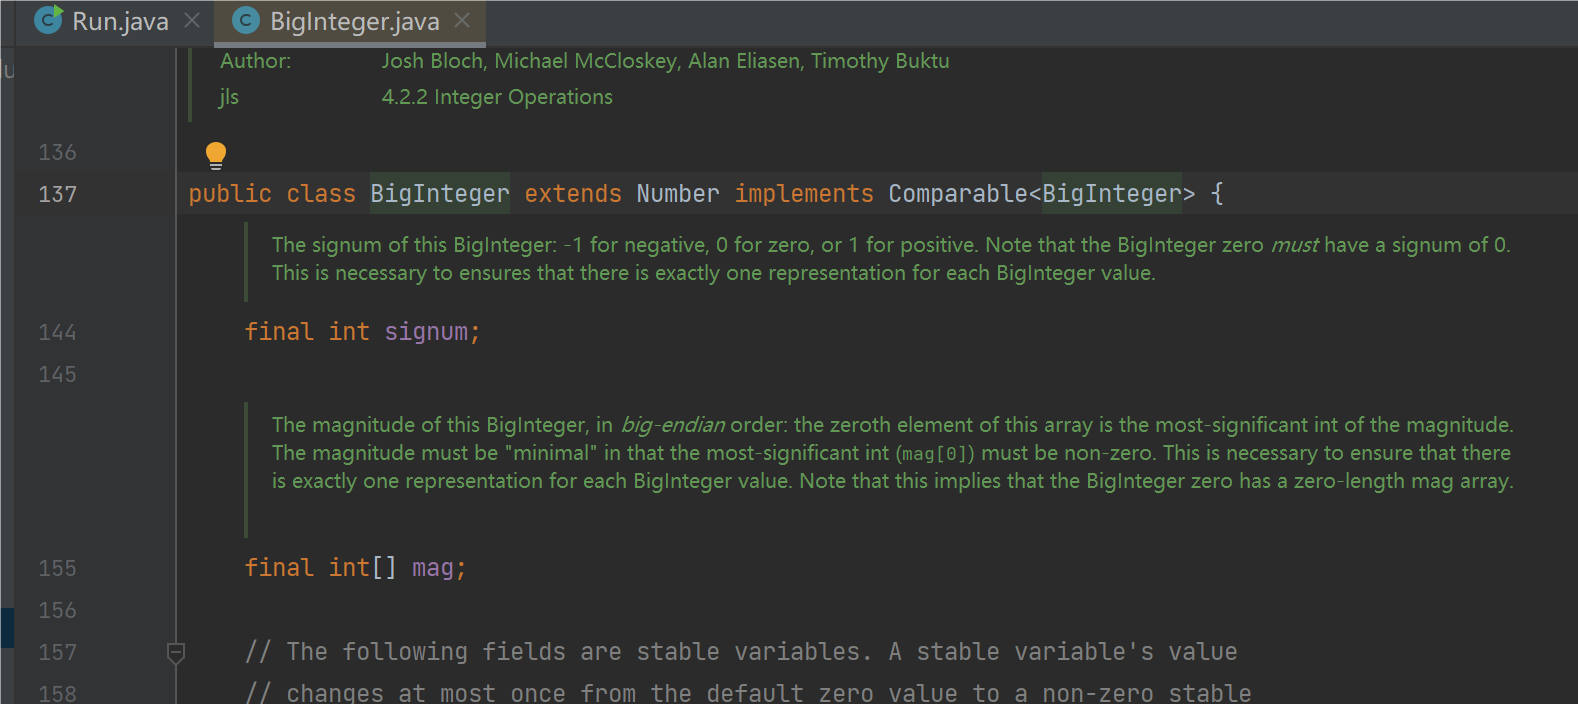 Run.java
BigInteger.java
Author: Josh Bloch, Michael McCloskey, Alan Eliasen, Timothy Buktu
jls 4.2.2 Integer Operations
136
137 public class BigInteger extends Number implements Comparable<BigInteger> {
The signum of this BigInteger: -1 for negative, 0 for zero, or 1 for positive. Note that the BigInteger zero must have a signum of 0.
This is necessary to ensures that there is exactly one representation for each BigInteger value.
144 final int signum;
145
The magnitude of this BigInteger, in big-endian order: the zeroth element of this array is the most-significant int of the magnitude.
The magnitude must be "minimal" in that the most-significant int (mag[0]) must be non-zero. This is necessary to ensure that there
is exactly one representation for each BigInteger value. Note that this implies that the BigInteger zero has a zero-length mag array.
155 final int[] mag;
156
157 // The following fields are stable variables. A stable variable's value
158 // changes at most once from the default zero value to a non-zero stable